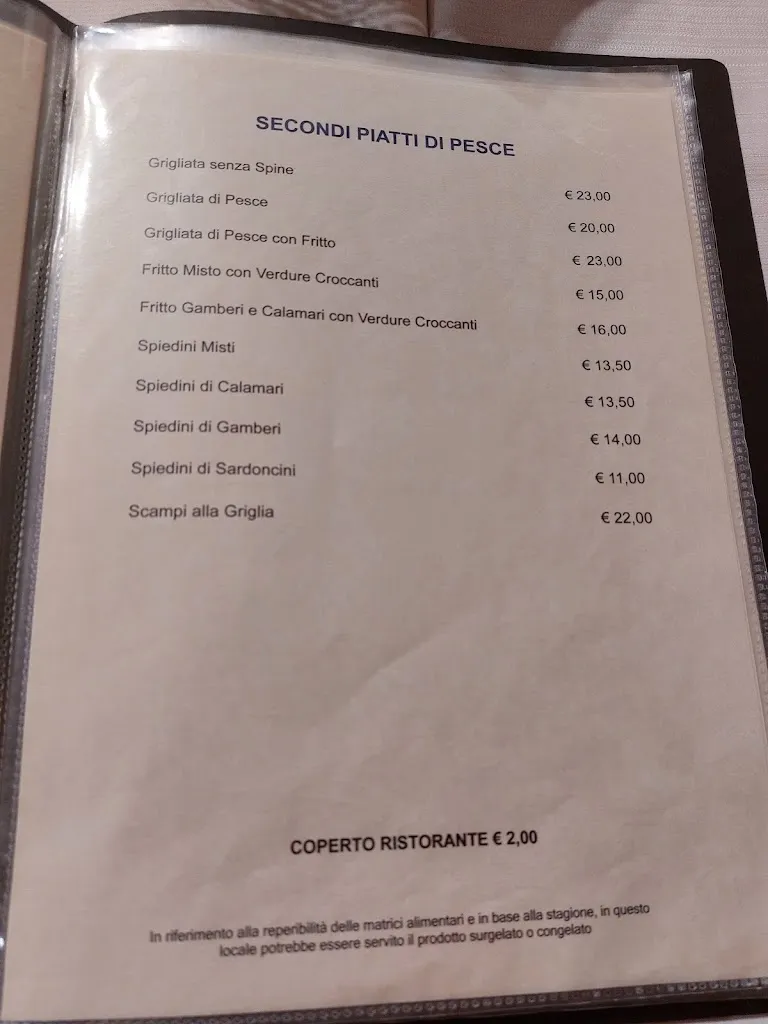 SECONDI PIATTI DI PESCE
Grigliata senza Spine € 23,00
Grigliata di Pesce € 20,00
Grigliata di Pesce con Fritto € 23,00
Fritto Misto con Verdure Croccanti € 15,00
Fritto Gamberi e Calamari con Verdure Croccanti € 16,00
Spiedini Misti € 13,50
Spiedini di Calamari € 13,50
Spiedini di Gamberi € 14,00
Spiedini di Sardoncini € 11,00
Scampi alla Griglia € 22,00
COPERTO RISTORANTE € 2,00
In riferimento alla reperibilità delle matrici alimentari e in base alla stagione, in questo
locale potrebbe essere servito il prodotto surgelato o congelato